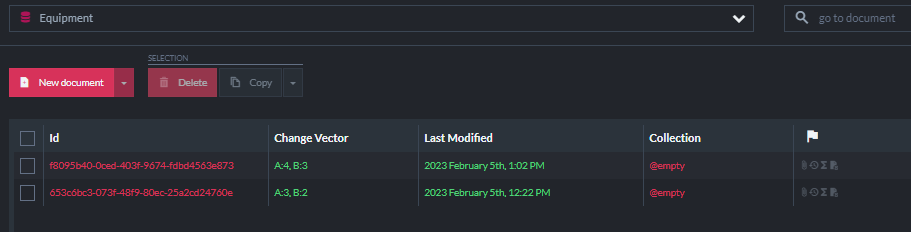 Equipment
go to document
SELECTION
New document Delete Copy
Id Change Vector Last Modified Collection
f8095b40-0ced-403f-9674-fdbd4563e873 A:4, B:3 2023 February 5th, 1:02 PM @empty
653c6bc3-073f-48f9-80ec-25a2cd24760e A:3, B:2 2023 February 5th, 12:22 PM @empty